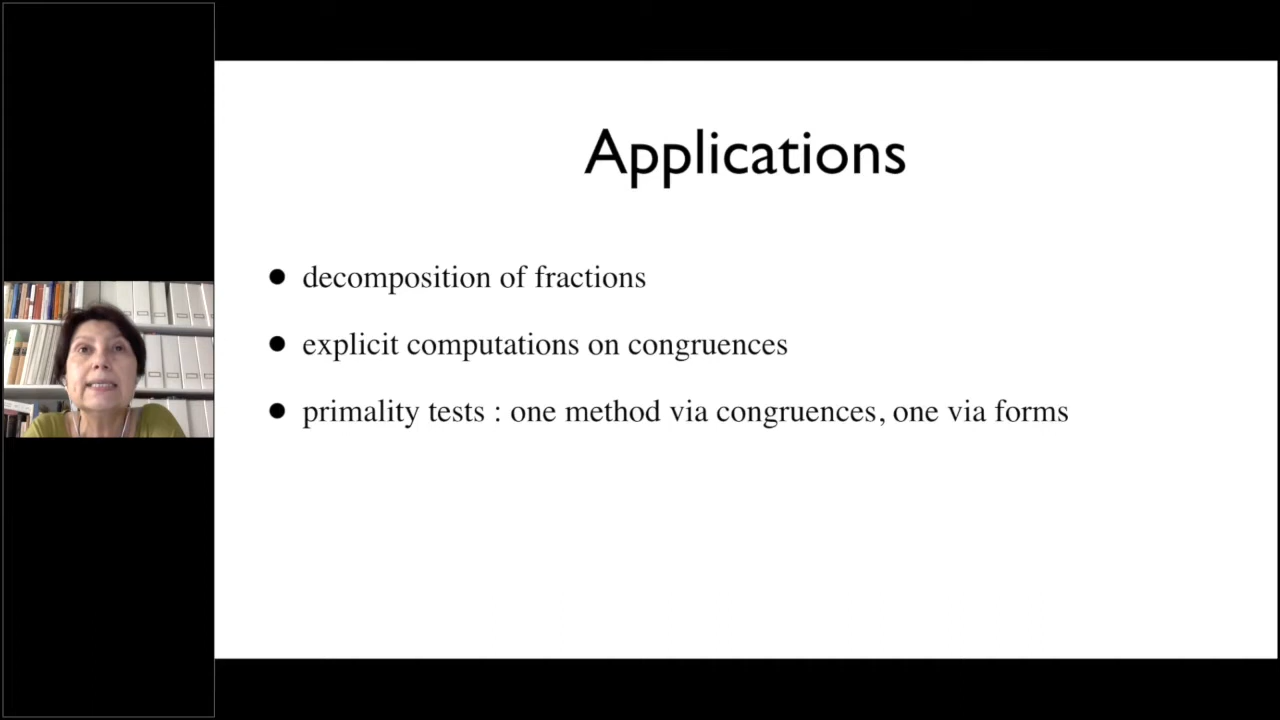 Applications
• decomposition of fractions
• explicit computations on congruences
• primality tests : one method via congruences, one via forms